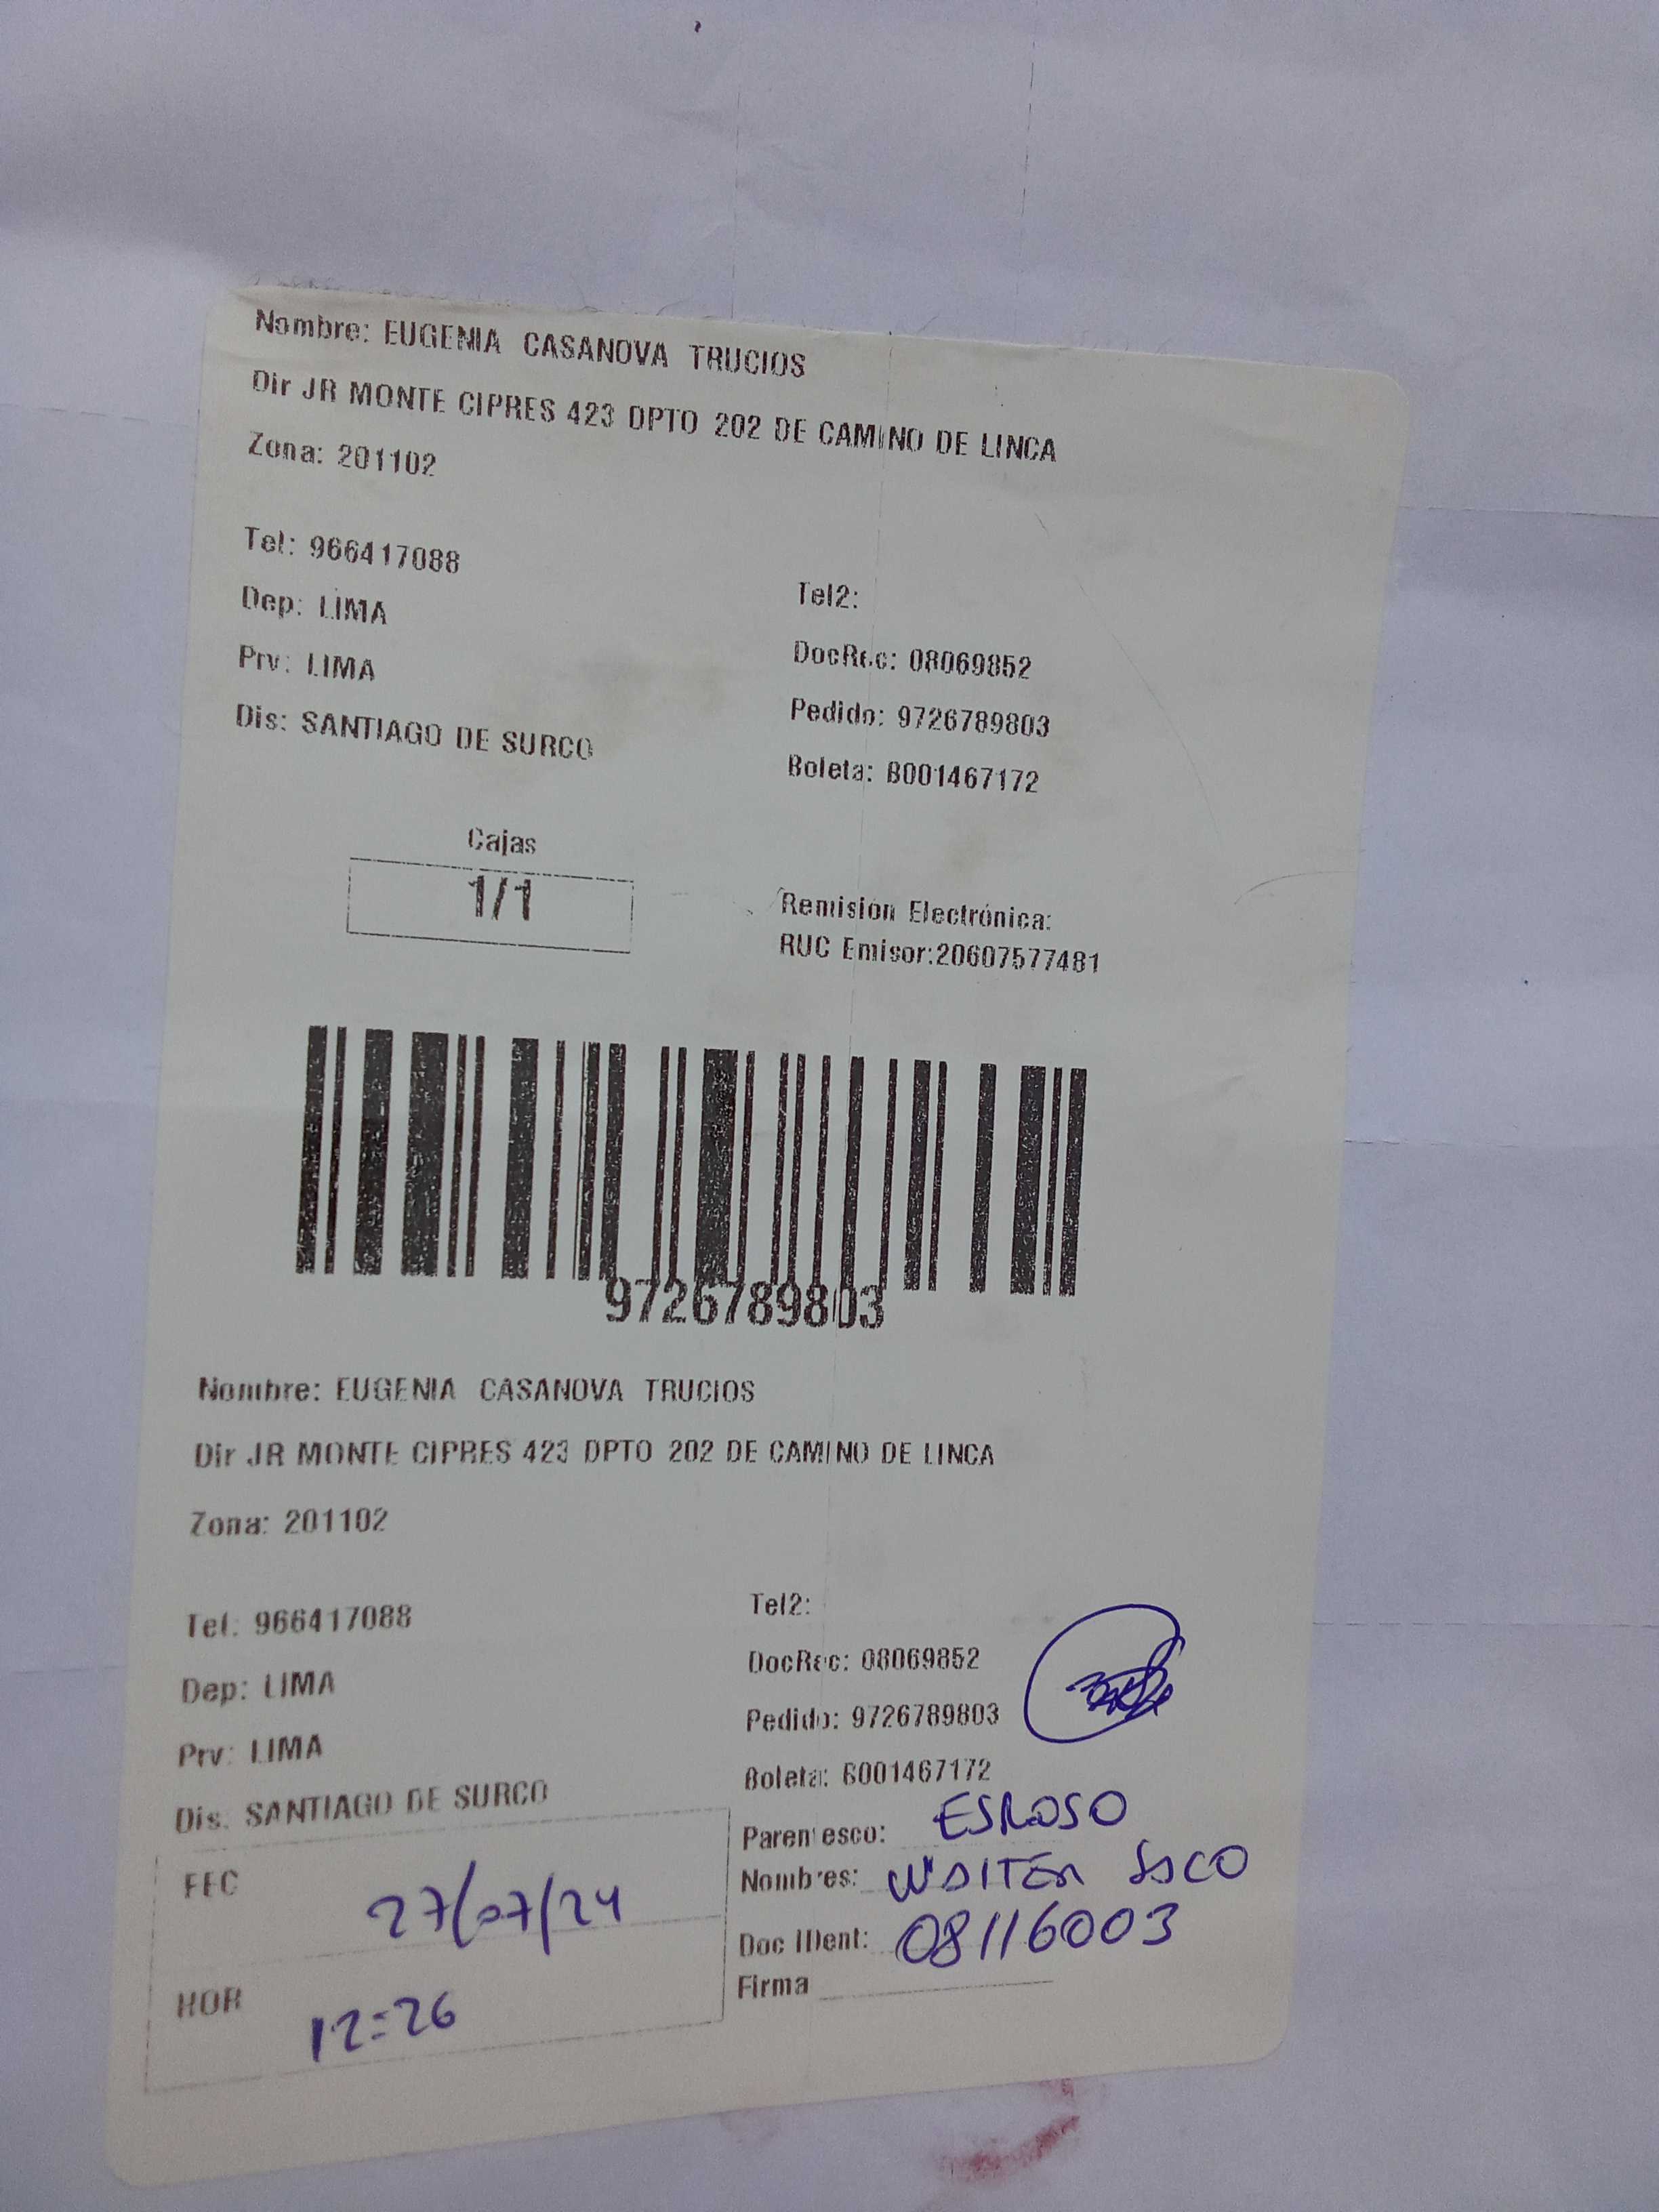 Nombre: EUGENIA CASANOVA TRUCIOS
Dir JR MONTE CIPRES 423 DPTO 202 DE CAMINO DE LINCA
Zona: 201102
Tel: 966417088
Tel2:
Dep: LIMA
DocRec: 08069852
Prv: LIMA
Pedido: 9726789803
Dis: SANTIAGO DE SURCO
Boleta: B001467172
Cajas
1/1
Remision Electrónica:
RUC Emisor:20607577481
9726789803
Nombre: EUGENIA CASANOVA TRUCIOS
Dir JR MONTE CIPRES 423 DPTO 202 DE CAMINO DE LINCA
Zona: 201102
Tel: 966417088
Tel2:
Dep: LIMA
DocRec: 08069852
Prv: LIMA
Pedido: 9726789803
Dis: SANTIAGO DE SURCO
Boleta: B001467172
Parentesco: ESPOSO
FEC 27/07/24
Nombres: WALTER
Doc IDent: 08116003
HOR 12:26
Firma